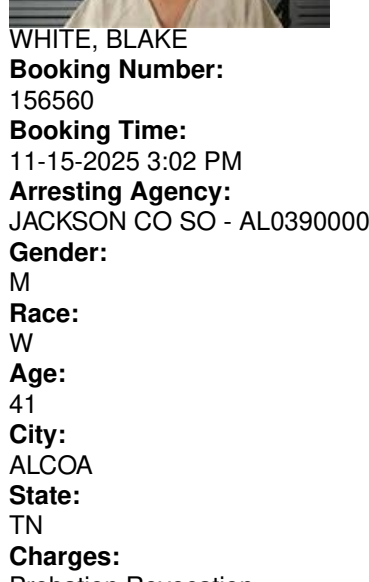 WHITE, BLAKE
Booking Number:
156560
Booking Time:
11-15-2025 3:02 PM
Arresting Agency:
JACKSON CO SO - AL0390000
Gender:
M
Race:
W
Age:
41
City:
ALCOA
State:
TN
Charges:
Probation Revocation